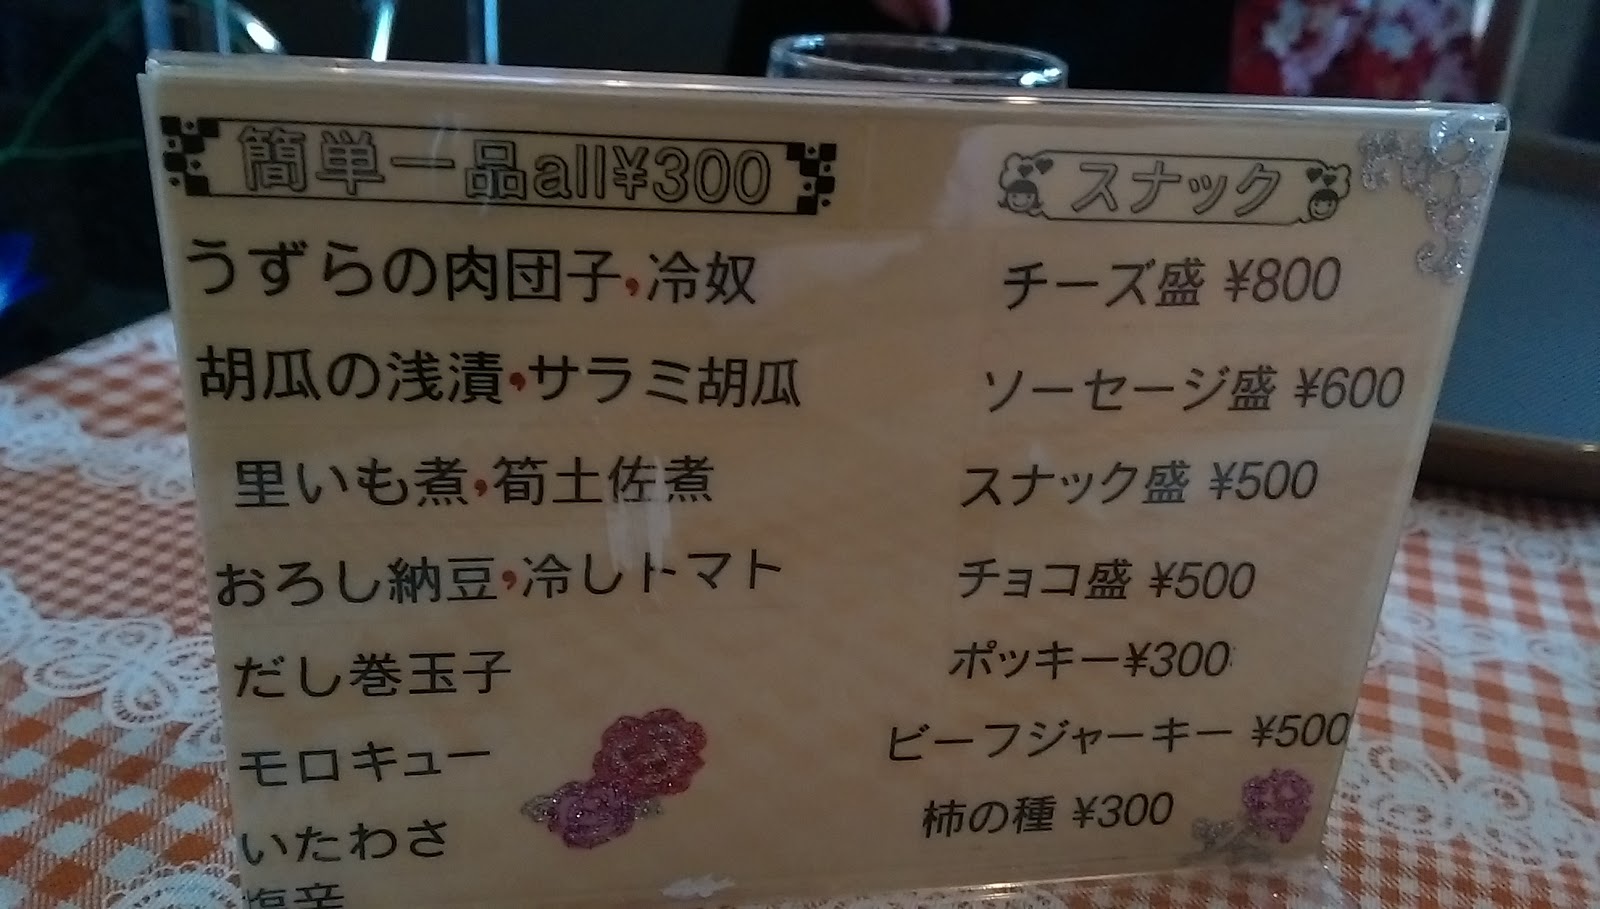 簡単一品all¥300
うずらの肉団子,冷奴
胡瓜の浅漬,サラミ胡瓜
里いも煮,筍土佐煮
おろし納豆,冷しトマト
だし巻玉子
モロキュー
いたわさ
塩辛
スナック
チーズ盛 ¥800
ソーセージ盛 ¥600
スナック盛 ¥500
チョコ盛 ¥500
ポッキー¥300
ビーフジャーキー ¥500
柿の種 ¥300